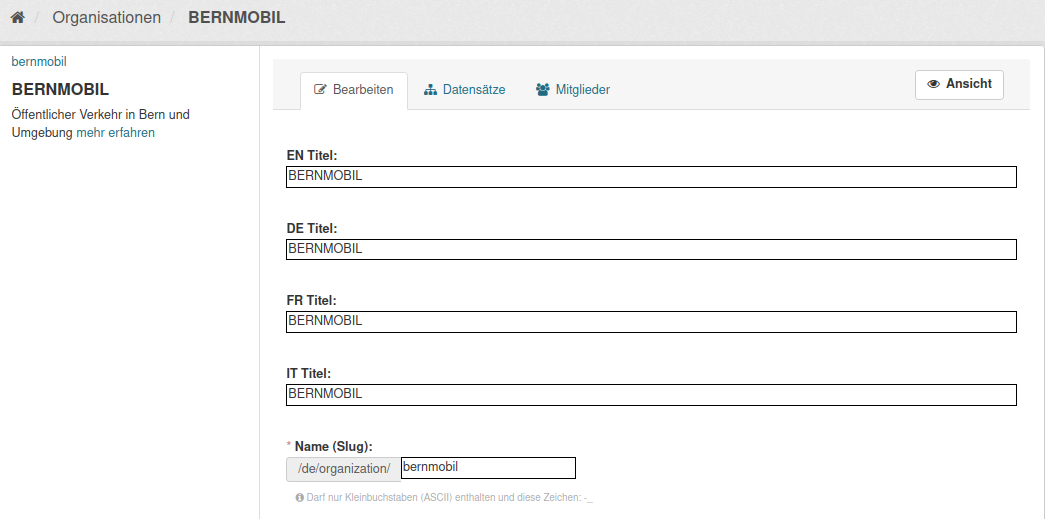 / Organisationen / BERNMOBIL
bernmobil
BERNMOBIL
Öffentlicher Verkehr in Bern und
Umgebung mehr erfahren
Bearbeiten Datensätze Mitglieder Ansicht
EN Titel:
BERNMOBIL
DE Titel:
BERNMOBIL
FR Titel:
BERNMOBIL
IT Titel:
BERNMOBIL
* Name (Slug):
/de/organization/ bernmobil
Darf nur Kleinbuchstaben (ASCII) enthalten und diese Zeichen: -_